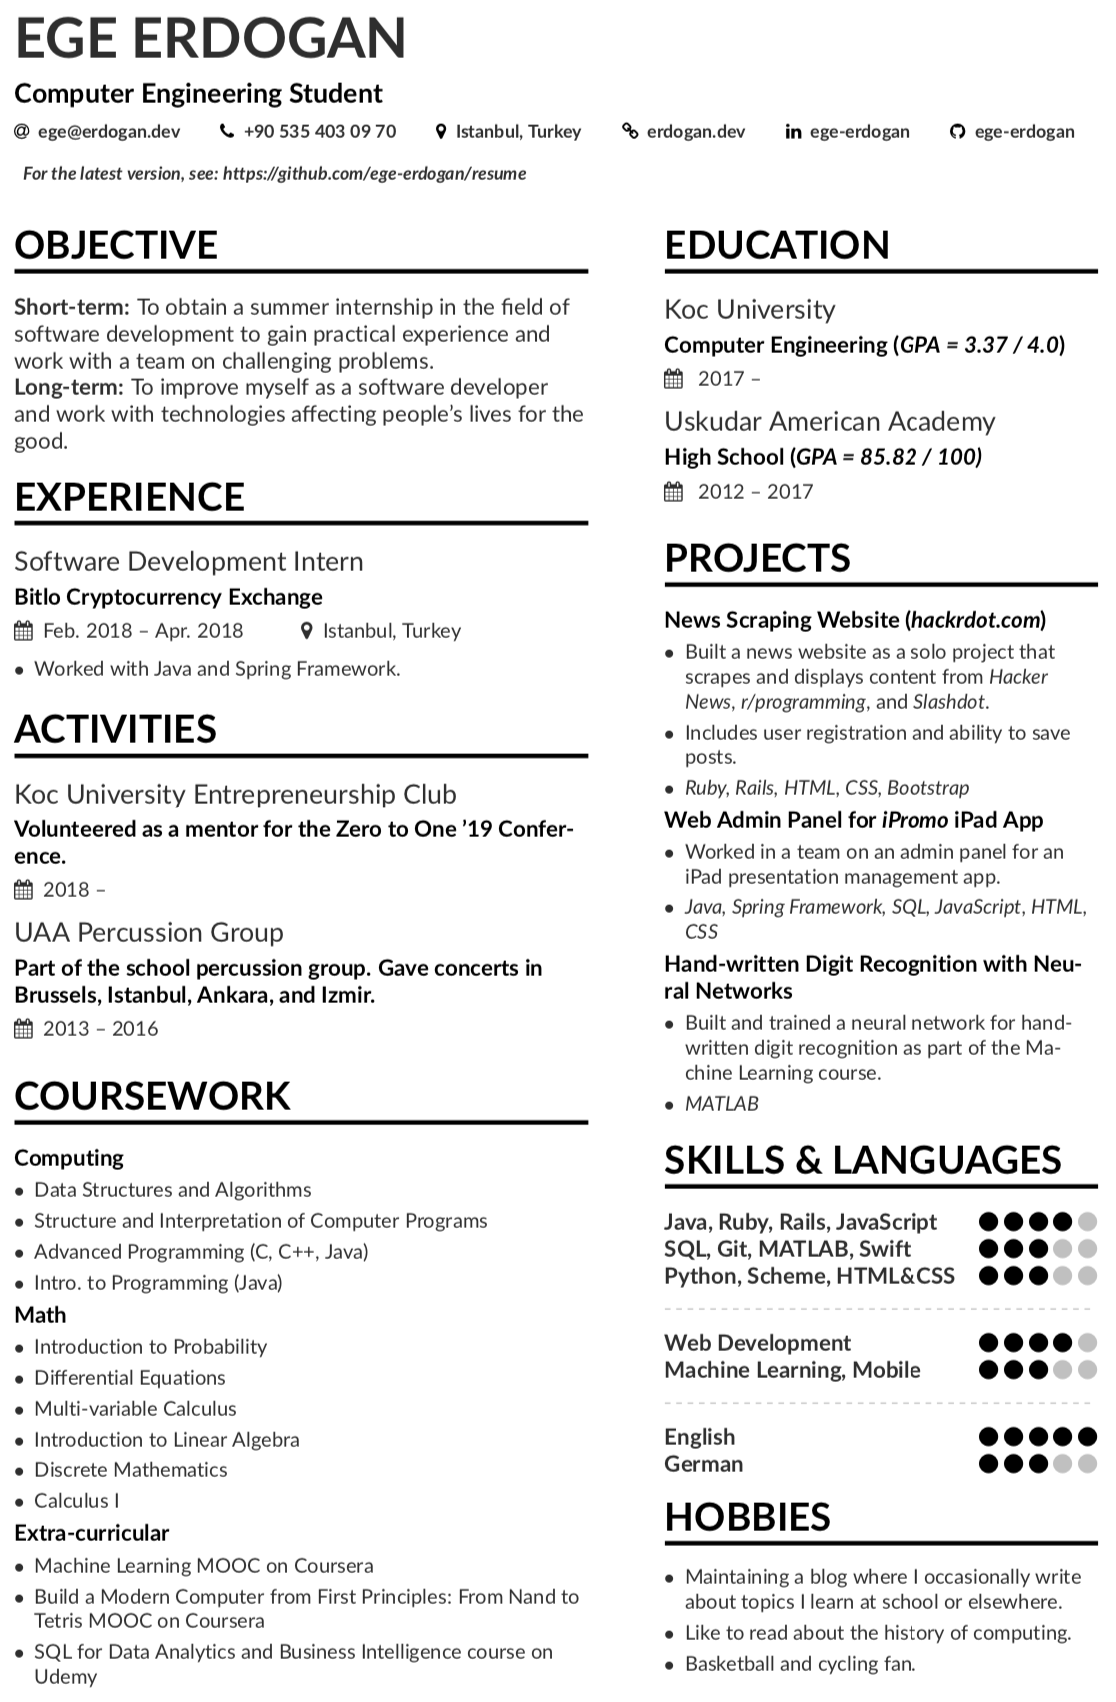 EGE ERDOGAN
Computer Engineering Student
ege@erdogan.dev +90 535 403 09 70 Istanbul, Turkey erdogan.dev ege-erdogan ege-erdogan
For the latest version, see: https://github.com/ege-erdogan/resume
OBJECTIVE
Short-term: To obtain a summer internship in the field of
software development to gain practical experience and
work with a team on challenging problems.
Long-term: To improve myself as a software developer
and work with technologies affecting people's lives for the
good.
EXPERIENCE
Software Development Intern
Bitlo Cryptocurrency Exchange
Feb. 2018 – Apr. 2018 Istanbul, Turkey
• Worked with Java and Spring Framework.
ACTIVITIES
Koc University Entrepreneurship Club
Volunteered as a mentor for the Zero to One ’19 Confer-
ence.
2018 –
UAA Percussion Group
Part of the school percussion group. Gave concerts in
Brussels, Istanbul, Ankara, and Izmir.
2013 – 2016
COURSEWORK
Computing
• Data Structures and Algorithms
• Structure and Interpretation of Computer Programs
• Advanced Programming (C, C++, Java)
• Intro. to Programming (Java)
Math
• Introduction to Probability
• Differential Equations
• Multi-variable Calculus
• Introduction to Linear Algebra
• Discrete Mathematics
• Calculus I
Extra-curricular
• Machine Learning MOOC on Coursera
• Build a Modern Computer from First Principles: From Nand to
Tetris MOOC on Coursera
• SQL for Data Analytics and Business Intelligence course on
Udemy
EDUCATION
Koc University
Computer Engineering (GPA = 3.37 / 4.0)
2017 –
Uskudar American Academy
High School (GPA = 85.82 / 100)
2012 – 2017
PROJECTS
News Scraping Website (hackrdot.com)
• Built a news website as a solo project that
scrapes and displays content from Hacker
News, r/programming, and Slashdot.
• Includes user registration and ability to save
posts.
• Ruby, Rails, HTML, CSS, Bootstrap
Web Admin Panel for iPromo iPad App
• Worked in a team on an admin panel for an
iPad presentation management app.
• Java, Spring Framework, SQL, JavaScript, HTML,
CSS
Hand-written Digit Recognition with Neu-
ral Networks
• Built and trained a neural network for hand-
written digit recognition as part of the Ma-
chine Learning course.
• MATLAB
SKILLS & LANGUAGES
Java, Ruby, Rails, JavaScript
SQL, Git, MATLAB, Swift
Python, Scheme, HTML&CSS
Web Development
Machine Learning, Mobile
English
German
HOBBIES
• Maintaining a blog where I occasionally write
about topics I learn at school or elsewhere.
• Like to read about the history of computing.
• Basketball and cycling fan.